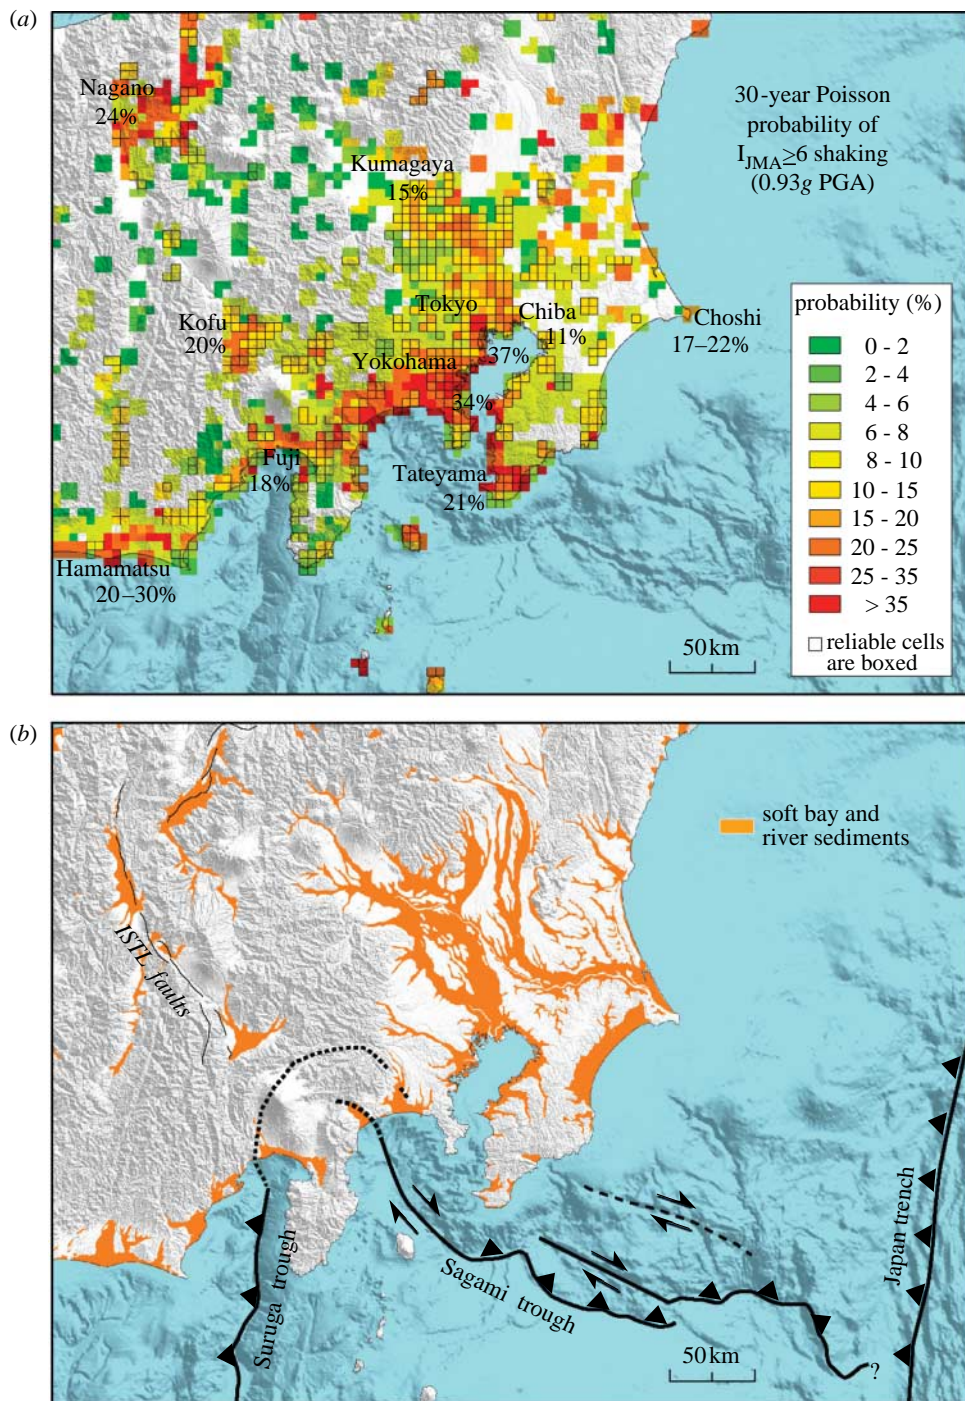 (a)
Nagano
24%
Kumagaya
15%
30-year Poisson
probability of
I_JMA≥6 shaking
(0.93g PGA)
Tokyo
Chiba
11%
37%
Kofu
20%
Yokohama
34%
Choshi
17–22%
Fuji
18%
Tateyama
21%
Hamamatsu
20–30%
probability (%)
0 - 2
2 - 4
4 - 6
6 - 8
8 - 10
10 - 15
15 - 20
20 - 25
25 - 35
> 35
reliable cells
are boxed
50 km
(b)
soft bay and
river sediments
ISTL faults
Suruga trough
Sagami trough
Japan trench
?
50 km